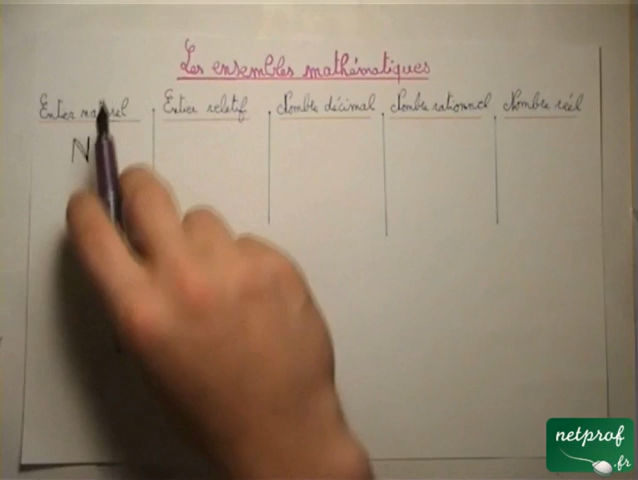 Les ensembles mathématiques
Entier naturel
Entier relatif
Nombre décimal
Nombre rationnel
Nombre réel
ℕ
netprof
.fr